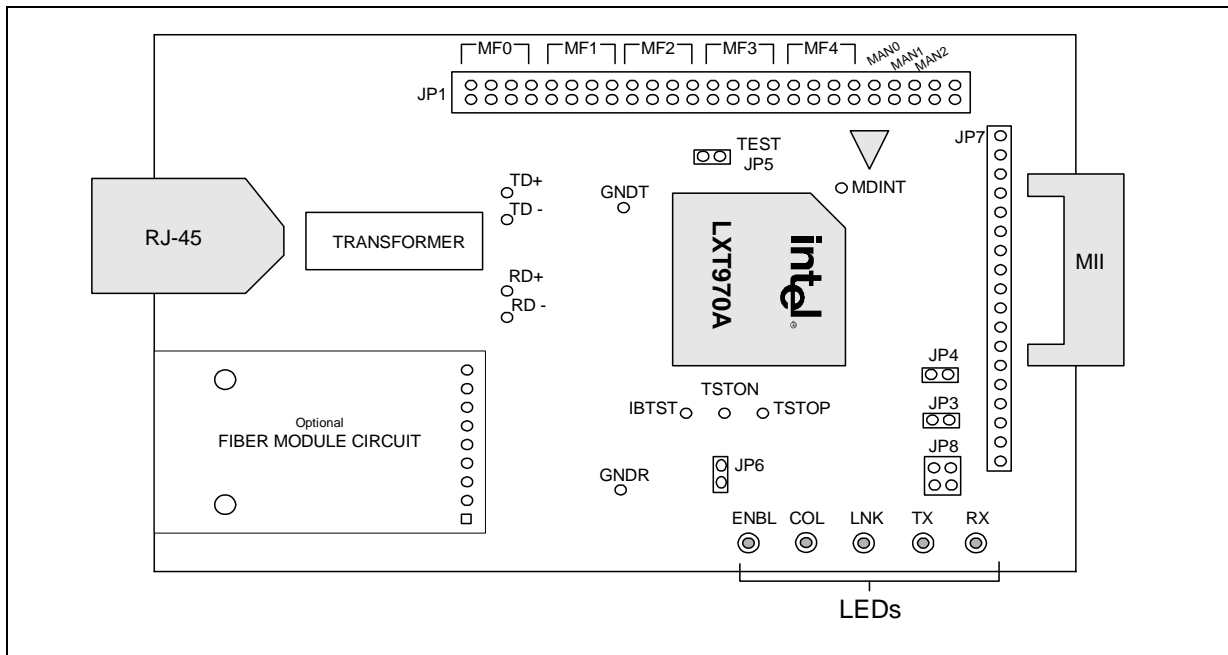 MF0 MF1 MF2 MF3 MF4 MAN0 MAN1 MAN2
JP1
JP7
TEST
JP5
MDINT
TD+
TD -
GNDT
RJ-45
TRANSFORMER
RD+
RD -
LXT970A
intel
®
MII
JP4
JP3
JP8
TSTON
IBTST
TSTOP
Optional
FIBER MODULE CIRCUIT
JP6
GNDR
ENBL COL LNK TX RX
LEDs